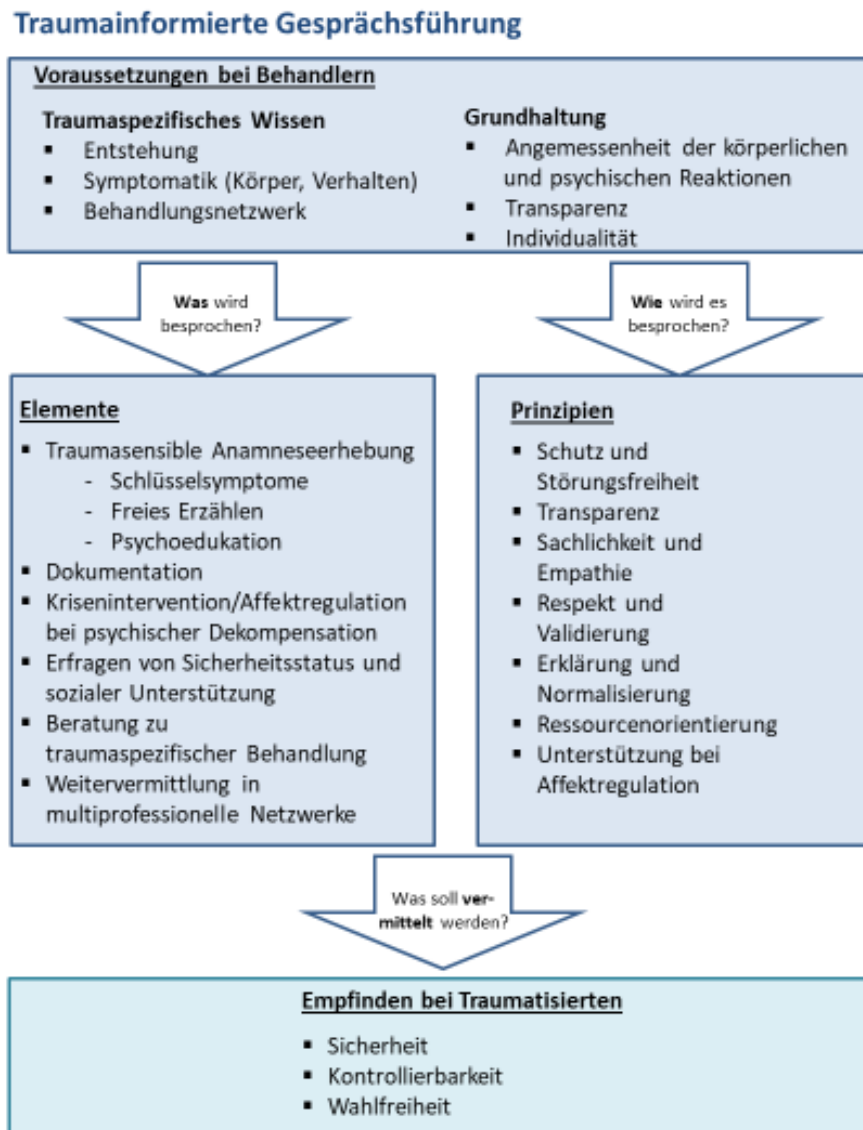 Traumainformierte Gesprächsführung
Voraussetzungen bei Behandlern
Traumaspezifisches Wissen
▪ Entstehung
▪ Symptomatik (Körper, Verhalten)
▪ Behandlungsnetzwerk
Grundhaltung
▪ Angemessenheit der körperlichen
und psychischen Reaktionen
▪ Transparenz
▪ Individualität
Was wird
besprochen?
Wie wird es
besprochen?
Elemente
▪ Traumasensible Anamneseerhebung
- Schlüsselsymptome
- Freies Erzählen
- Psychoedukation
▪ Dokumentation
▪ Krisenintervention/Affektregulation
bei psychischer Dekompensation
▪ Erfragen von Sicherheitsstatus und
sozialer Unterstützung
▪ Beratung zu
traumaspezifischer Behandlung
▪ Weitervermittlung in
multiprofessionelle Netzwerke
Prinzipien
▪ Schutz und
Störungsfreiheit
▪ Transparenz
▪ Sachlichkeit und
Empathie
▪ Respekt und
Validierung
▪ Erklärung und
Normalisierung
▪ Ressourcenorientierung
▪ Unterstützung bei
Affektregulation
Was soll ver-
mittelt werden?
Empfinden bei Traumatisierten
▪ Sicherheit
▪ Kontrollierbarkeit
▪ Wahlfreiheit